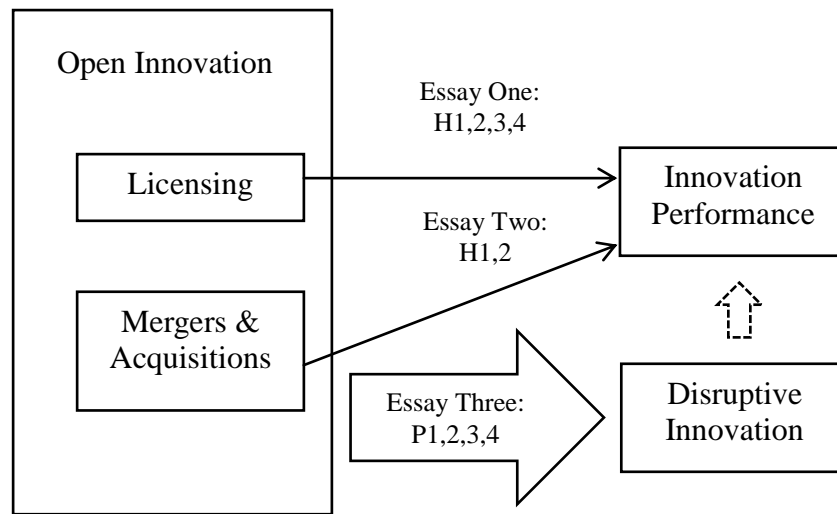 Open Innovation
Essay One:
H1,2,3,4
Licensing
Innovation
Performance
Essay Two:
H1,2
Mergers &
Acquisitions
Essay Three:
P1,2,3,4
Disruptive
Innovation